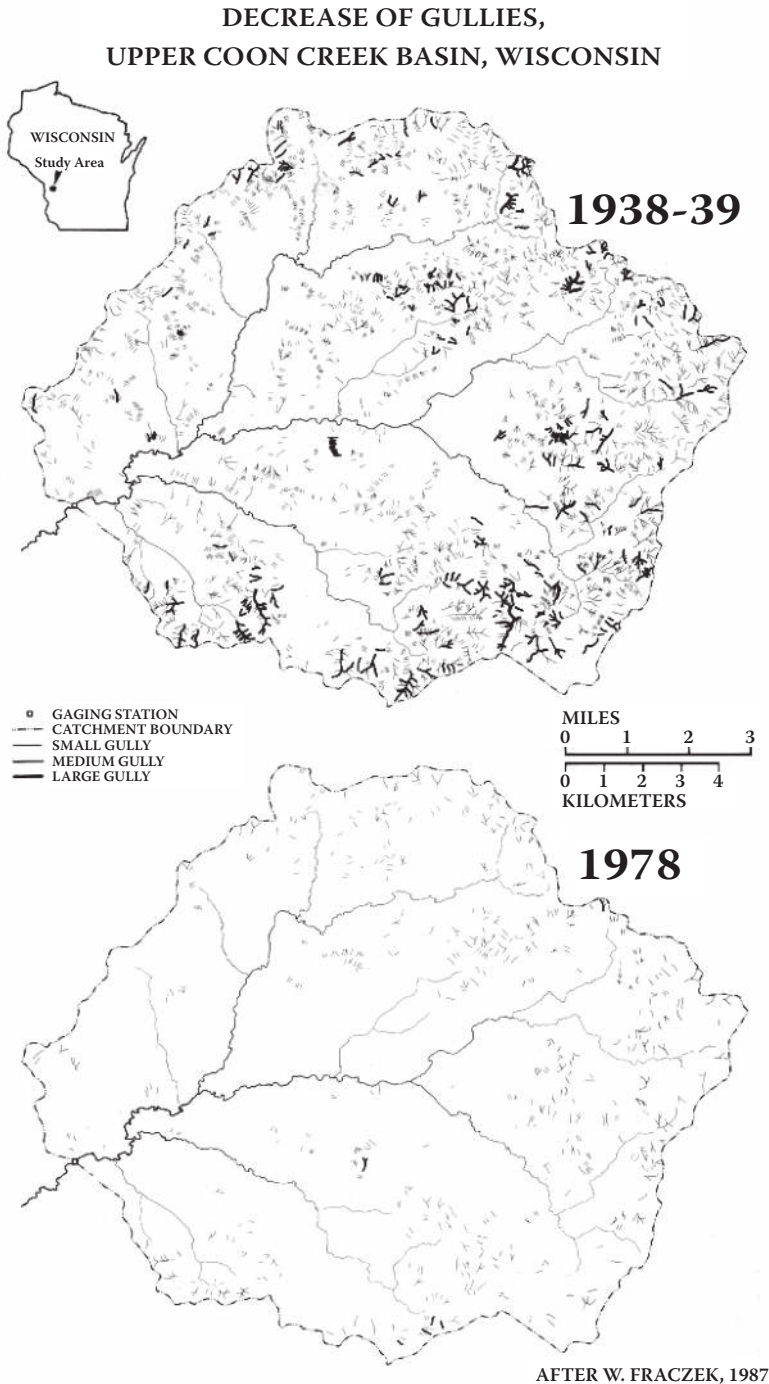 DECREASE OF GULLIES,
UPPER COON CREEK BASIN, WISCONSIN
WISCONSIN
Study Area
1938-39
GAGING STATION
CATCHMENT BOUNDARY
SMALL GULLY
MEDIUM GULLY
LARGE GULLY
MILES
0 1 2 3
0 1 2 3 4
KILOMETERS
1978
AFTER W. FRACZEK, 1987